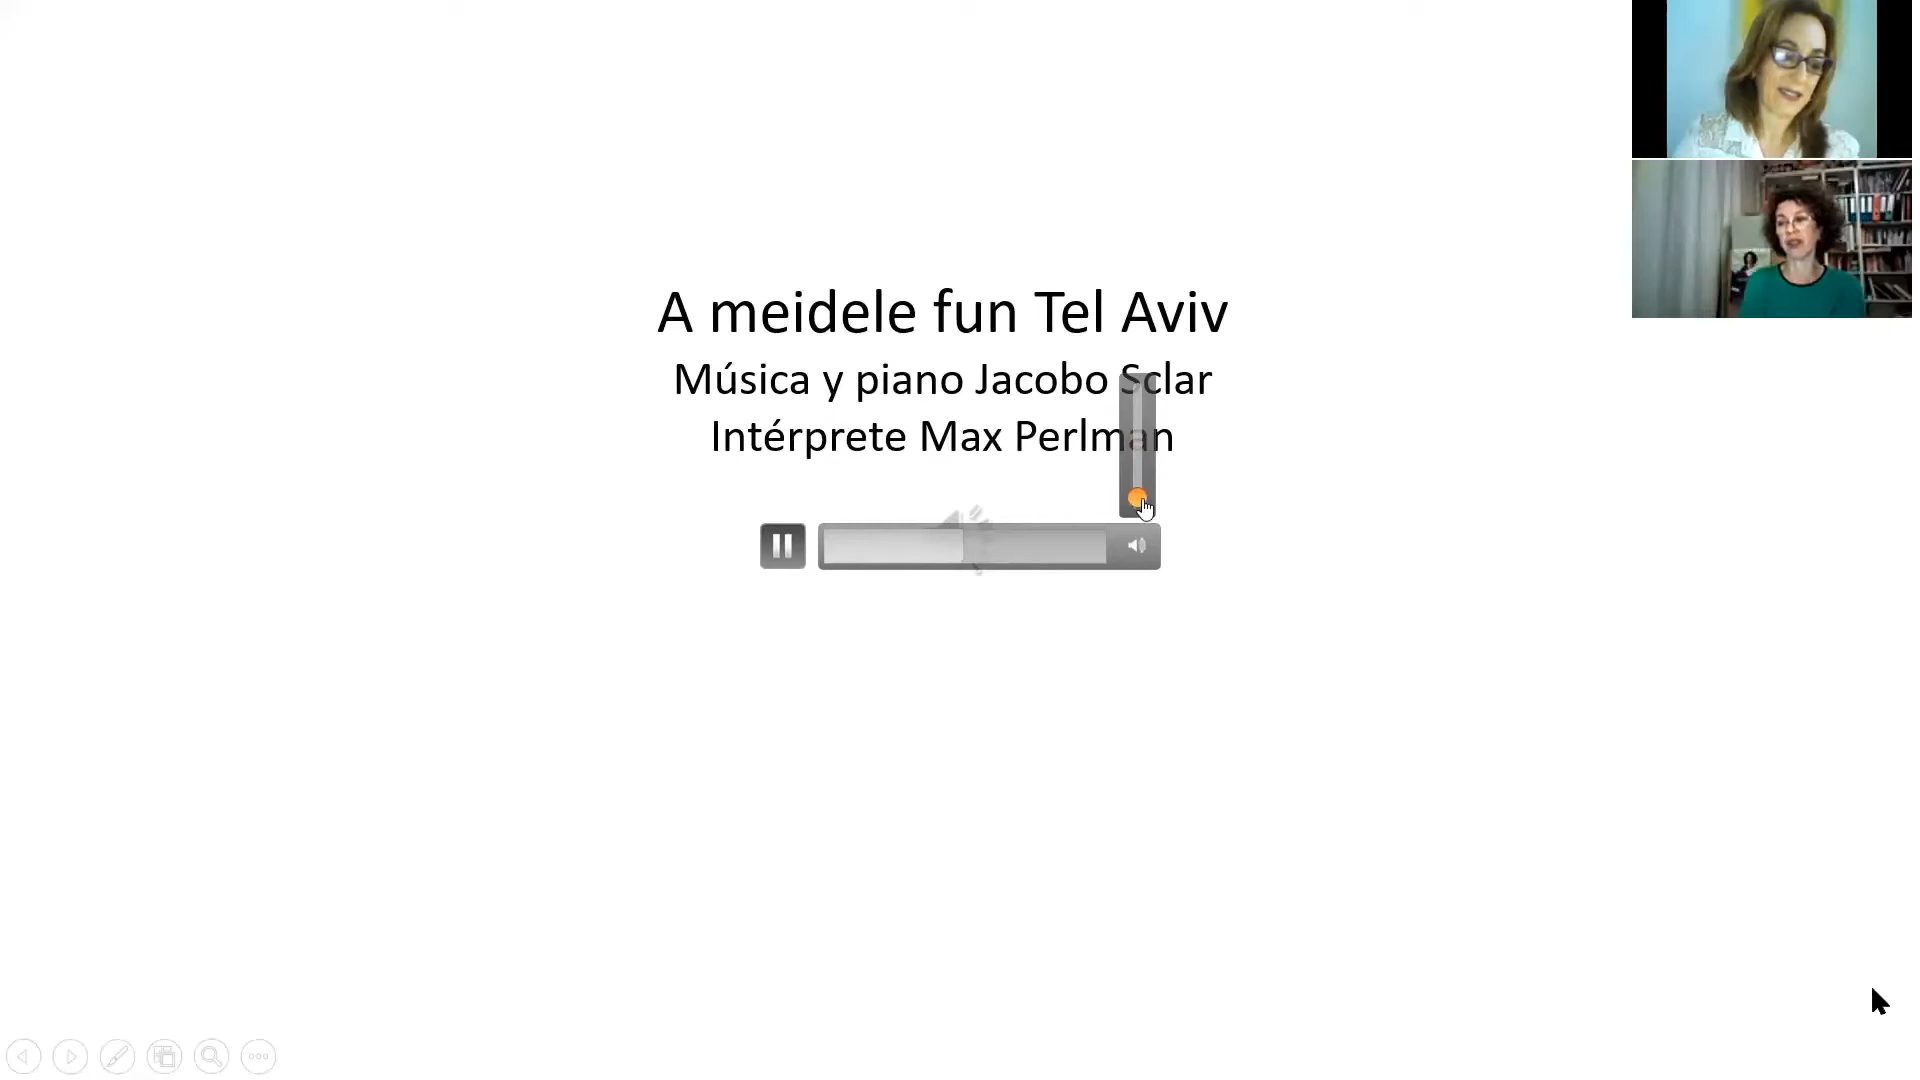 A meidele fun Tel Aviv
Música y piano Jacobo Sclar
Intérprete Max Perlman